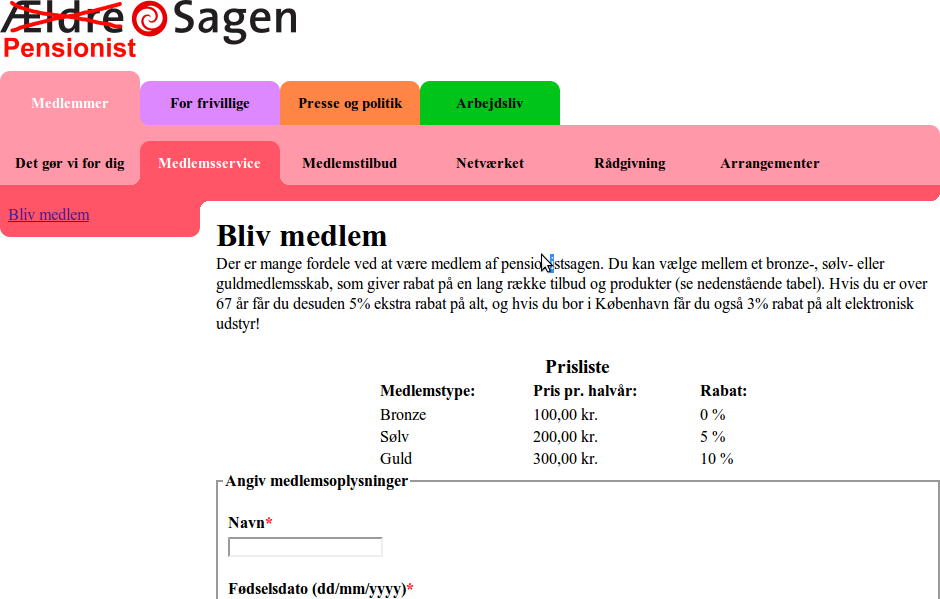 Ældre Sagen
Pensionist
Medlemmer For frivillige Presse og politik Arbejdsliv
Det gør vi for dig Medlemsservice Medlemstilbud Netværket Rådgivning Arrangementer
Bliv medlem
Bliv medlem
Der er mange fordele ved at være medlem af pensionistsagen. Du kan vælge mellem et bronze-, sølv- eller
guldmedlemsskab, som giver rabat på en lang række tilbud og produkter (se nedenstående tabel). Hvis du er over
67 år får du desuden 5% ekstra rabat på alt, og hvis du bor i København får du også 3% rabat på alt elektronisk
udstyr!
Prisliste
Medlemstype: Pris pr. halvår: Rabat:
Bronze 100,00 kr. 0 %
Sølv 200,00 kr. 5 %
Guld 300,00 kr. 10 %
Angiv medlemsoplysninger
Navn*
Fødselsdato (dd/mm/yyyy)*